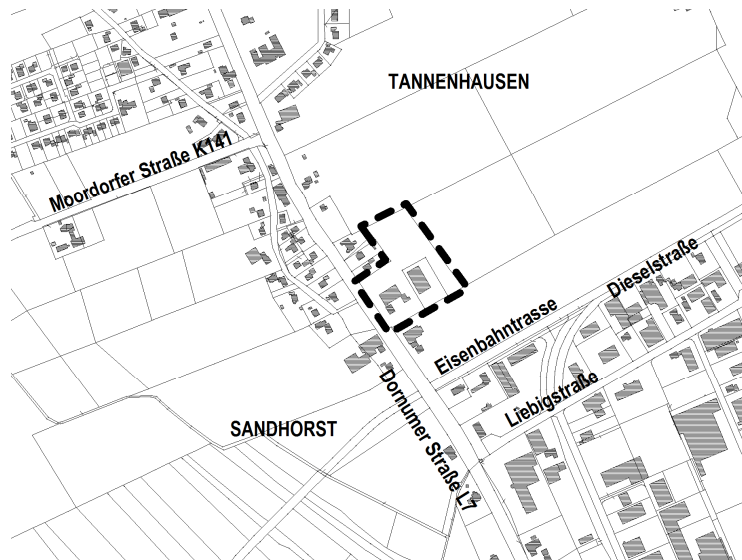 TANNENHAUSEN
Moordorfer Straße K141
Dieselstraße
Eisenbahntrasse
Liebigstraße
SANDHORST
Dornumer Straße L7